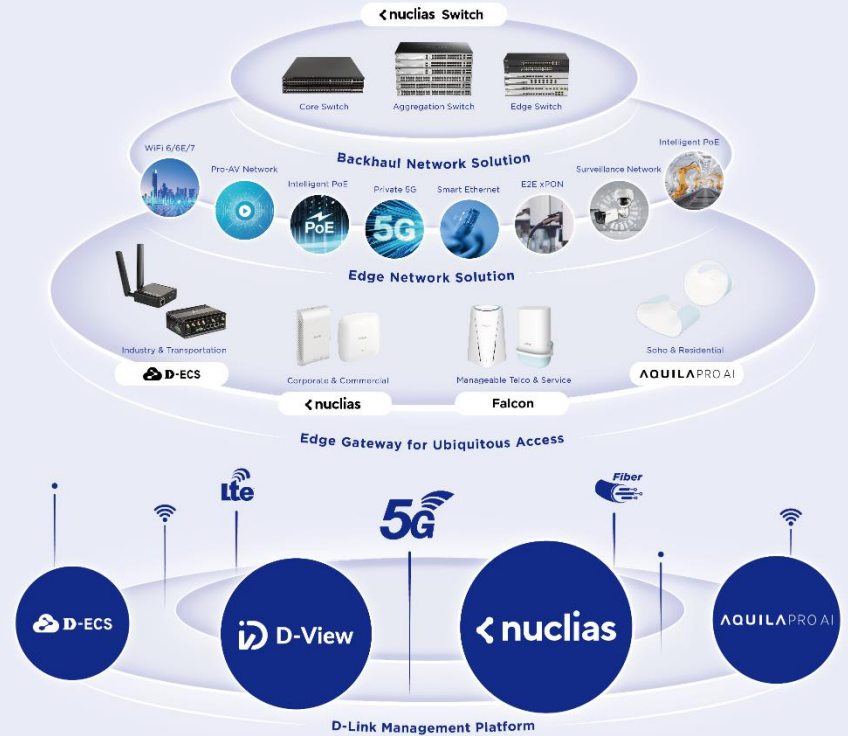 nuclias Switch
Core Switch
Aggregation Switch
Edge Switch
Backhaul Network Solution
WiFi 6/6E/7
Pro-AV Network
Intelligent PoE
Private 5G
Smart Ethernet
E2E xPON
Surveillance Network
Intelligent PoE
PoE
5G
Edge Network Solution
Industry & Transportation
D-ECS
Corporate & Commercial
nuclias
Manageable Telco & Service
Falcon
Soho & Residential
AQUILA PRO AI
Edge Gateway for Ubiquitous Access
Lte
5G
Fiber
D-ECS
D-View
nuclias
AQUILA PRO AI
D-Link Management Platform